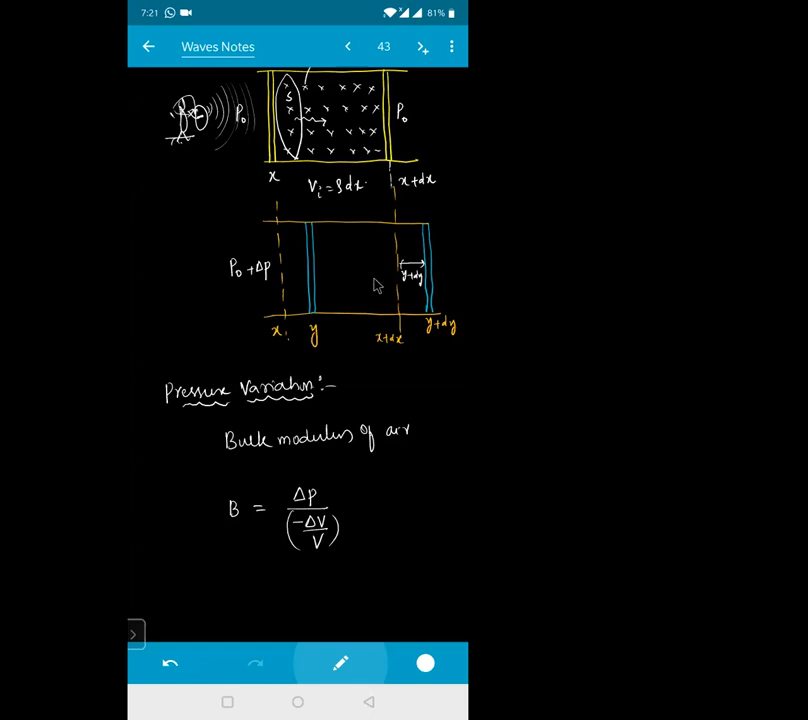 7:21 81%
Waves Notes 43
S
P₀ P₀
x x+dx
Vᵢ = Sdx.
P₀ + Δp y+dy
x y x+dx y+dy
Pressure Variation:-
Bulk modulus of air
B = Δp / (-ΔV/V)